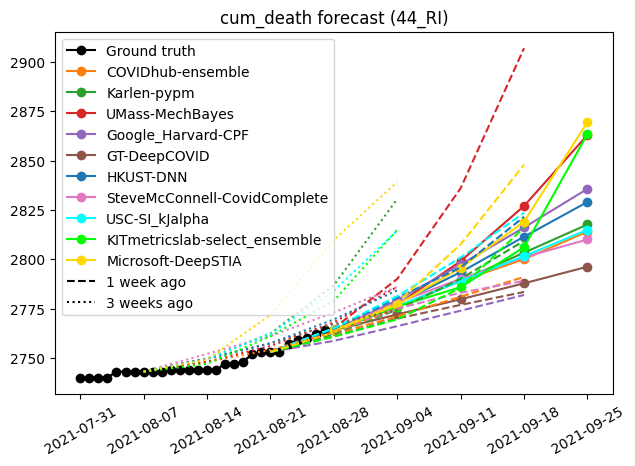 cum_death forecast (44_RI)
2900
2875
2850
2825
2800
2775
2750
Ground truth
COVIDhub-ensemble
Karlen-pypm
UMass-MechBayes
Google_Harvard-CPF
GT-DeepCOVID
HKUST-DNN
SteveMcConnell-CovidComplete
USC-SI_kJalpha
KITmetricslab-select_ensemble
Microsoft-DeepSTIA
1 week ago
3 weeks ago
2021-07-31 2021-08-07 2021-08-14 2021-08-21 2021-08-28 2021-09-04 2021-09-11 2021-09-18 2021-09-25